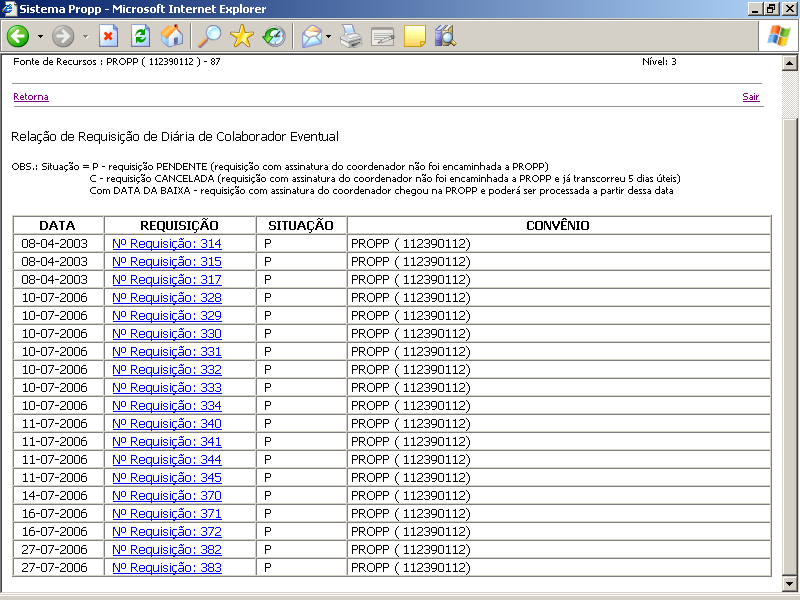 Sistema Propp - Microsoft Internet Explorer
Fonte de Recursos : PROPP ( 112390112 ) - 87 Nível: 3
Retorna Sair
Relação de Requisição de Diária de Colaborador Eventual
OBS.: Situação = P - requisição PENDENTE (requisição com assinatura do coordenador não foi encaminhada a PROPP)
C - requisição CANCELADA (requisição com assinatura do coordenador não foi encaminhada a PROPP e já transcorreu 5 dias úteis)
Com DATA DA BAIXA - requisição com assinatura do coordenador chegou na PROPP e poderá ser processada a partir dessa data
DATA REQUISIÇÃO SITUAÇÃO CONVÊNIO
08-04-2003 Nº Requisição: 314 P PROPP ( 112390112)
08-04-2003 Nº Requisição: 315 P PROPP ( 112390112)
08-04-2003 Nº Requisição: 317 P PROPP ( 112390112)
10-07-2006 Nº Requisição: 328 P PROPP ( 112390112)
10-07-2006 Nº Requisição: 329 P PROPP ( 112390112)
10-07-2006 Nº Requisição: 330 P PROPP ( 112390112)
10-07-2006 Nº Requisição: 331 P PROPP ( 112390112)
10-07-2006 Nº Requisição: 332 P PROPP ( 112390112)
10-07-2006 Nº Requisição: 333 P PROPP ( 112390112)
10-07-2006 Nº Requisição: 334 P PROPP ( 112390112)
11-07-2006 Nº Requisição: 340 P PROPP ( 112390112)
11-07-2006 Nº Requisição: 341 P PROPP ( 112390112)
11-07-2006 Nº Requisição: 344 P PROPP ( 112390112)
11-07-2006 Nº Requisição: 345 P PROPP ( 112390112)
14-07-2006 Nº Requisição: 370 P PROPP ( 112390112)
16-07-2006 Nº Requisição: 371 P PROPP ( 112390112)
16-07-2006 Nº Requisição: 372 P PROPP ( 112390112)
27-07-2006 Nº Requisição: 382 P PROPP ( 112390112)
27-07-2006 Nº Requisição: 383 P PROPP ( 112390112)